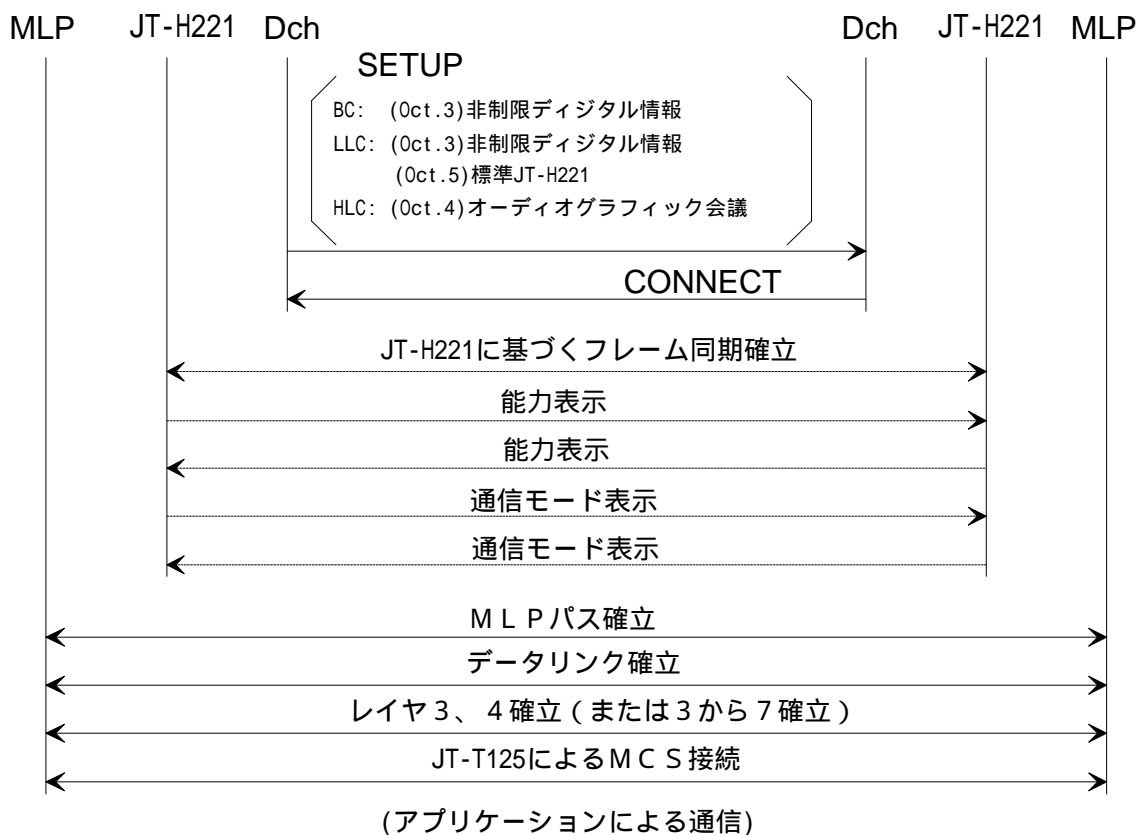 MLP JT-H221 Dch Dch JT-H221 MLP
SETUP
BC: (Oct.3)非制限ディジタル情報
LLC: (Oct.3)非制限ディジタル情報
(Oct.5)標準JT-H221
HLC: (Oct.4)オーディオグラフィック会議
CONNECT
JT-H221に基づくフレーム同期確立
能力表示
能力表示
通信モード表示
通信モード表示
ＭＬＰパス確立
データリンク確立
レイヤ３、４確立(または３から７確立)
JT-T125によるＭＣＳ接続
(アプリケーションによる通信)